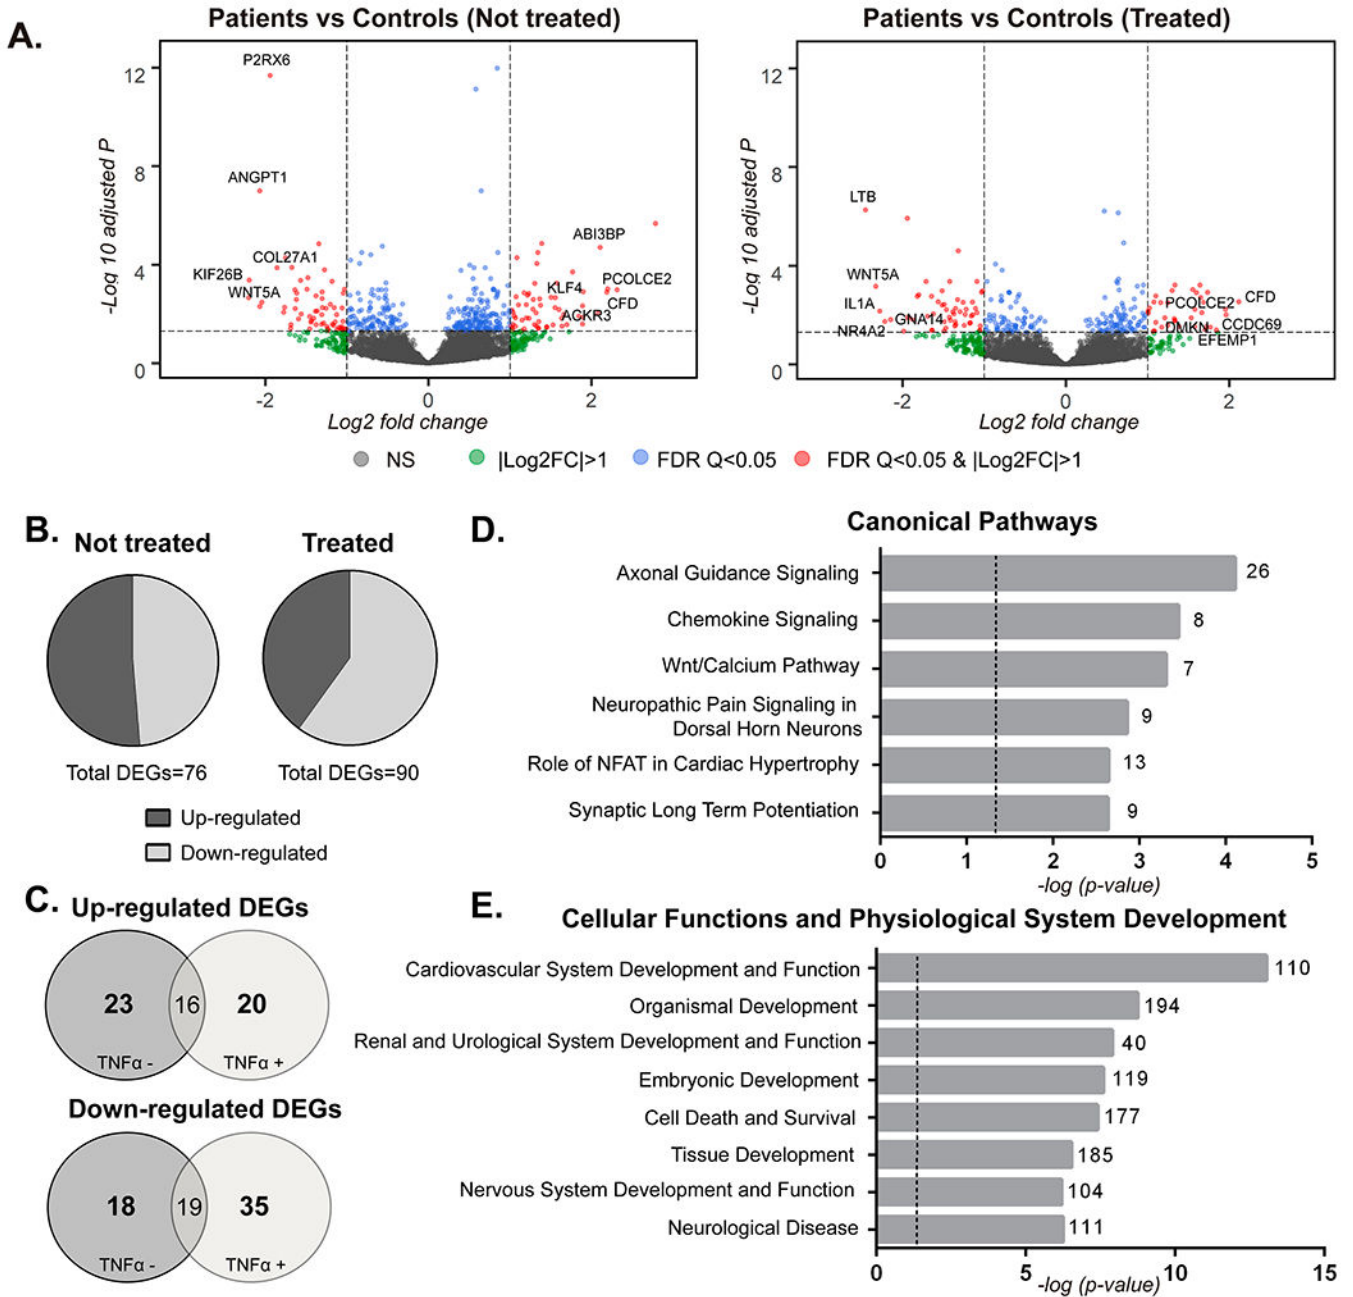 A.
Patients vs Controls (Not treated)
12
8
4
0
-Log 10 adjusted P
P2RX6
ANGPT1
COL27A1
KIF26B
WNT5A
ABI3BP
PCOLCE2
KLF4
CFD
ACKR3
-2
0
2
Log2 fold change
Patients vs Controls (Treated)
12
8
4
0
-Log 10 adjusted P
LTB
WNT5A
IL1A
GNA14
NR4A2
PCOLCE2
CFD
DMKN
CCDC69
EFEMP1
-2
0
2
Log2 fold change
NS
|Log2FC|>1
FDR Q<0.05
FDR Q<0.05 & |Log2FC|>1
B.
Not treated
Treated
Total DEGs=76
Total DEGs=90
Up-regulated
Down-regulated
C.
Up-regulated DEGs
23
16
20
TNFα -
TNFα +
Down-regulated DEGs
18
19
35
TNFα -
TNFα +
D.
Canonical Pathways
Axonal Guidance Signaling
26
Chemokine Signaling
8
Wnt/Calcium Pathway
7
Neuropathic Pain Signaling in
Dorsal Horn Neurons
9
Role of NFAT in Cardiac Hypertrophy
13
Synaptic Long Term Potentiation
9
0
1
2
3
4
5
-log (p-value)
E.
Cellular Functions and Physiological System Development
Cardiovascular System Development and Function
110
Organismal Development
194
Renal and Urological System Development and Function
40
Embryonic Development
119
Cell Death and Survival
177
Tissue Development
185
Nervous System Development and Function
104
Neurological Disease
111
0
5
10
15
-log (p-value)